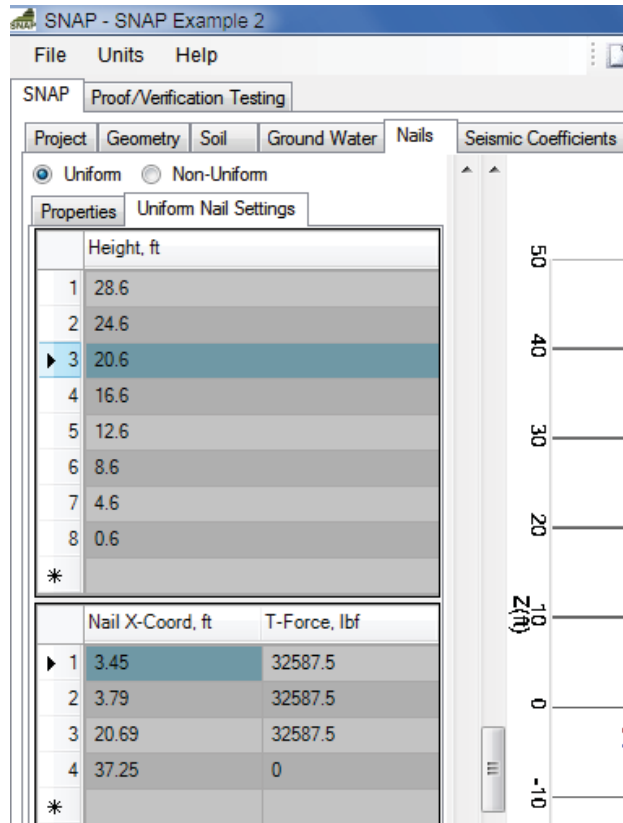 SNAP SNAP - SNAP Example 2
File Units Help
SNAP Proof/Verification Testing
Project Geometry Soil Ground Water Nails Seismic Coefficients
Uniform Non-Uniform
Properties Uniform Nail Settings
Height, ft
1 28.6
2 24.6
3 20.6
4 16.6
5 12.6
6 8.6
7 4.6
8 0.6
Nail X-Coord, ft T-Force, lbf
1 3.45 32587.5
2 3.79 32587.5
3 20.69 32587.5
4 37.25 0
50
40
30
20
10
0
-10
Z(ft)